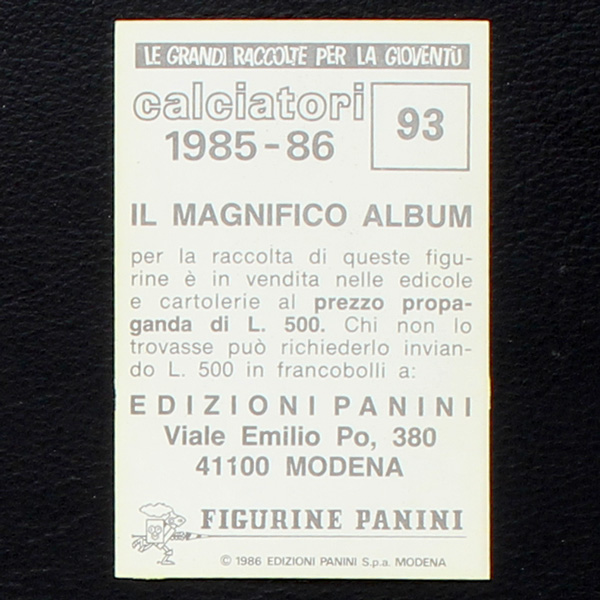 LE GRANDI RACCOLTE PER LA GIOVENTÙ
calciatori
1985-86
93
IL MAGNIFICO ALBUM
per la raccolta di queste figu-
rine è in vendita nelle edicole
e cartolerie al prezzo propa-
ganda di L. 500. Chi non lo
trovasse può richiederlo invian-
do L. 500 in francobolli a:
EDIZIONI PANINI
Viale Emilio Po, 380
41100 MODENA
FIGURINE PANINI
© 1986 EDIZIONI PANINI S.p.a. MODENA